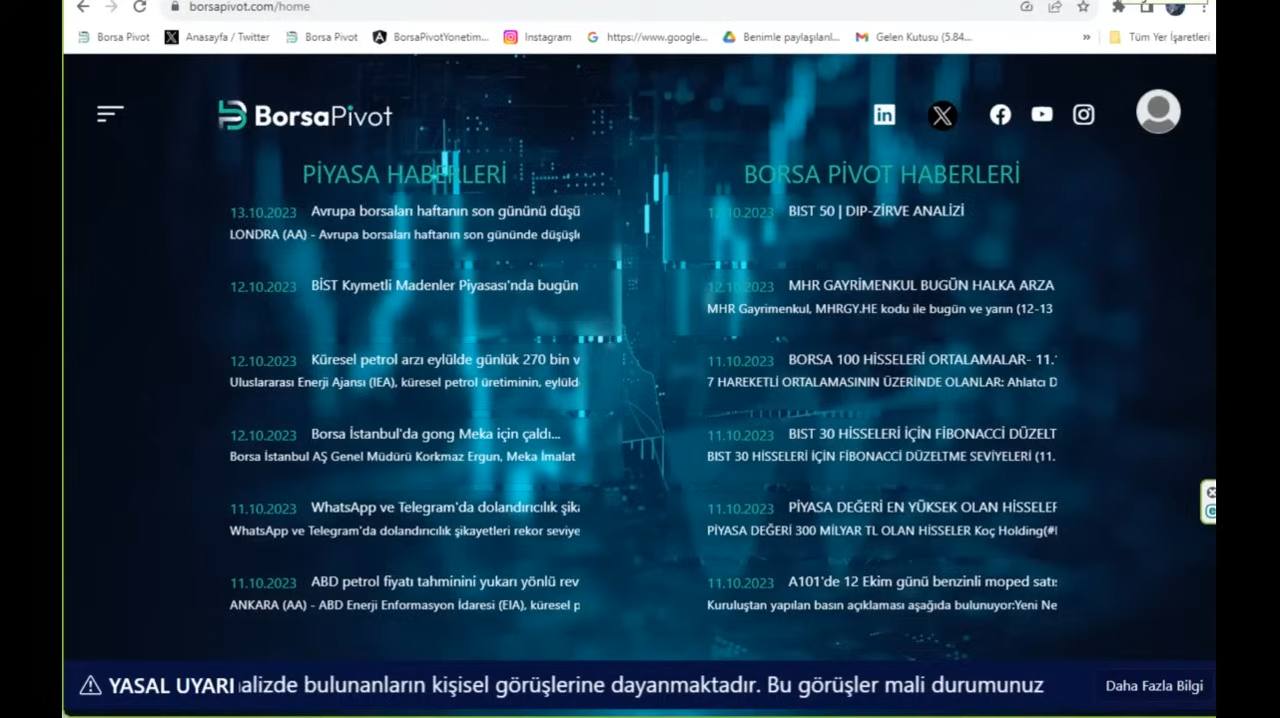 borsapivot.com/home
Borsa Pivot Anasayfa / Twitter Borsa Pivot BorsaPivotYonetim... Instagram https://www.google... Benimle paylaşılanl... Gelen Kutusu (5.84... » Tüm Yer İşaretleri
BorsaPivot
PİYASA HABERLERİ
13.10.2023 Avrupa borsaları haftanın son gününü düşü
LONDRA (AA) - Avrupa borsaları haftanın son gününde düşüşle
12.10.2023 BİST Kıymetli Madenler Piyasası'nda bugün
12.10.2023 Küresel petrol arzı eylülde günlük 270 bin v
Uluslararası Enerji Ajansı (IEA), küresel petrol üretiminin, eylüld
12.10.2023 Borsa İstanbul'da gong Meka için çaldı...
Borsa İstanbul AŞ Genel Müdürü Korkmaz Ergun, Meka İmalat
11.10.2023 WhatsApp ve Telegram'da dolandırıcılık şika
WhatsApp ve Telegram'da dolandırıcılık şikayetleri rekor seviye
11.10.2023 ABD petrol fiyatı tahminini yukarı yönlü rev
ANKARA (AA) - ABD Enerji Enformasyon İdaresi (EIA), küresel p
BORSA PİVOT HABERLERİ
12.10.2023 BIST 50 | DIP-ZİRVE ANALİZİ
12.10.2023 MHR GAYRİMENKUL BUGÜN HALKA ARZA
MHR Gayrimenkul, MHRGY.HE kodu ile bugün ve yarın (12-13
11.10.2023 BORSA 100 HİSSELERİ ORTALAMALAR- 11.1
7 HAREKETLİ ORTALAMASININ ÜZERİNDE OLANLAR: Ahlatcı D
11.10.2023 BIST 30 HİSSELERİ İÇİN FİBONACCİ DÜZELT
BIST 30 HİSSELERİ İÇİN FİBONACCİ DÜZELTME SEVİYELERİ (11.
11.10.2023 PİYASA DEĞERİ EN YÜKSEK OLAN HİSSELER
PİYASA DEĞERİ 300 MİLYAR TL OLAN HİSSELER Koç Holding(#
11.10.2023 A101'de 12 Ekim günü benzinli moped satış
Kuruluştan yapılan basın açıklaması aşağıda bulunuyor:Yeni Ne
YASAL UYARI alizde bulunanların kişisel görüşlerine dayanmaktadır. Bu görüşler mali durumunuz Daha Fazla Bilgi